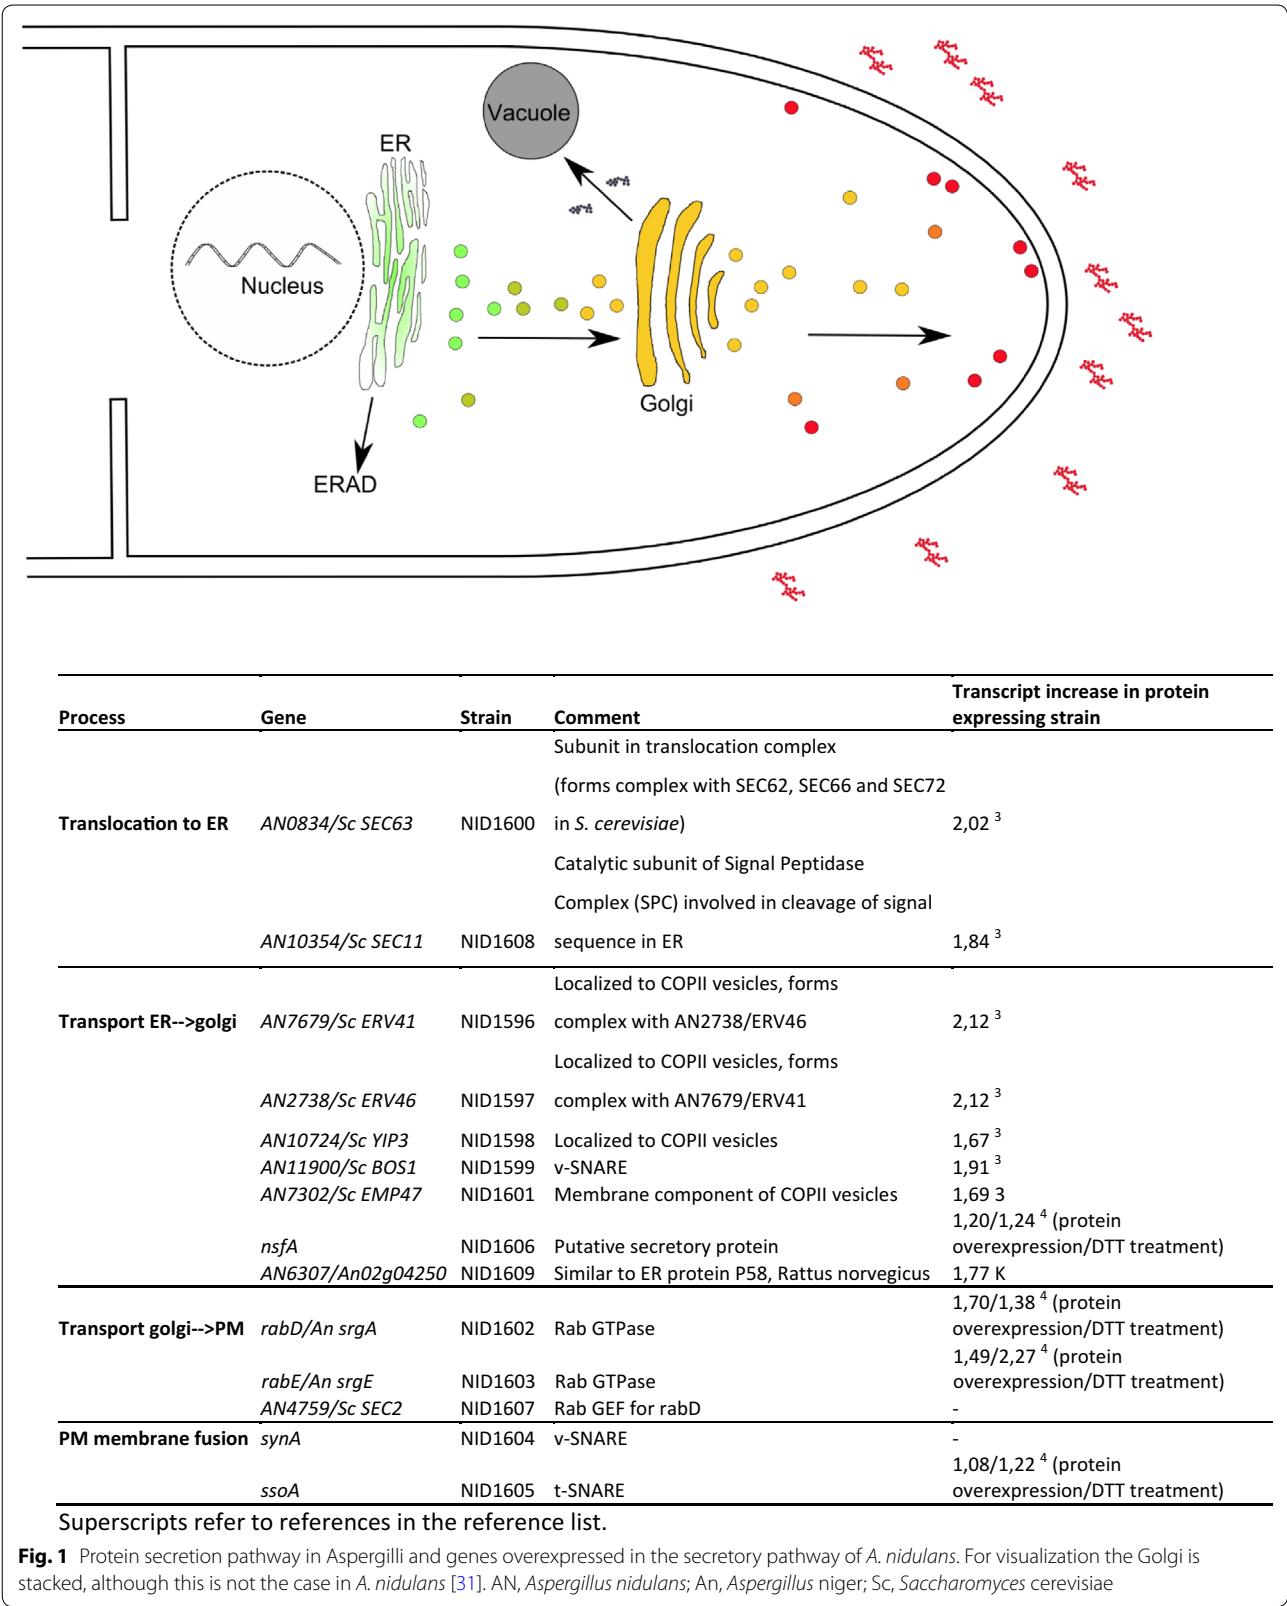 Vacuole
ER
Nucleus
Golgi
ERAD
Process Gene Strain Comment Transcript increase in protein
expressing strain
Subunit in translocation complex
(forms complex with SEC62, SEC66 and SEC72
Translocation to ER AN0834/Sc SEC63 NID1600 in S. cerevisiae) 2,02 3
Catalytic subunit of Signal Peptidase
Complex (SPC) involved in cleavage of signal
AN10354/Sc SEC11 NID1608 sequence in ER 1,84 3
Localized to COPII vesicles, forms
Transport ER-->golgi AN7679/Sc ERV41 NID1596 complex with AN2738/ERV46 2,12 3
Localized to COPII vesicles, forms
AN2738/Sc ERV46 NID1597 complex with AN7679/ERV41 2,12 3
AN10724/Sc YIP3 NID1598 Localized to COPII vesicles 1,67 3
AN11900/Sc BOS1 NID1599 v-SNARE 1,91 3
AN7302/Sc EMP47 NID1601 Membrane component of COPII vesicles 1,69 3
1,20/1,24 4 (protein
nsfA NID1606 Putative secretory protein overexpression/DTT treatment)
AN6307/An02g04250 NID1609 Similar to ER protein P58, Rattus norvegicus 1,77 K
1,70/1,38 4 (protein
Transport golgi-->PM rabD/An srgA NID1602 Rab GTPase overexpression/DTT treatment)
1,49/2,27 4 (protein
rabE/An srgE NID1603 Rab GTPase overexpression/DTT treatment)
AN4759/Sc SEC2 NID1607 Rab GEF for rabD -
PM membrane fusion synA NID1604 v-SNARE -
1,08/1,22 4 (protein
ssoA NID1605 t-SNARE overexpression/DTT treatment)
Superscripts refer to references in the reference list.
Fig. 1 Protein secretion pathway in Aspergilli and genes overexpressed in the secretory pathway of A. nidulans. For visualization the Golgi is
stacked, although this is not the case in A. nidulans [31]. AN, Aspergillus nidulans; An, Aspergillus niger; Sc, Saccharomyces cerevisiae